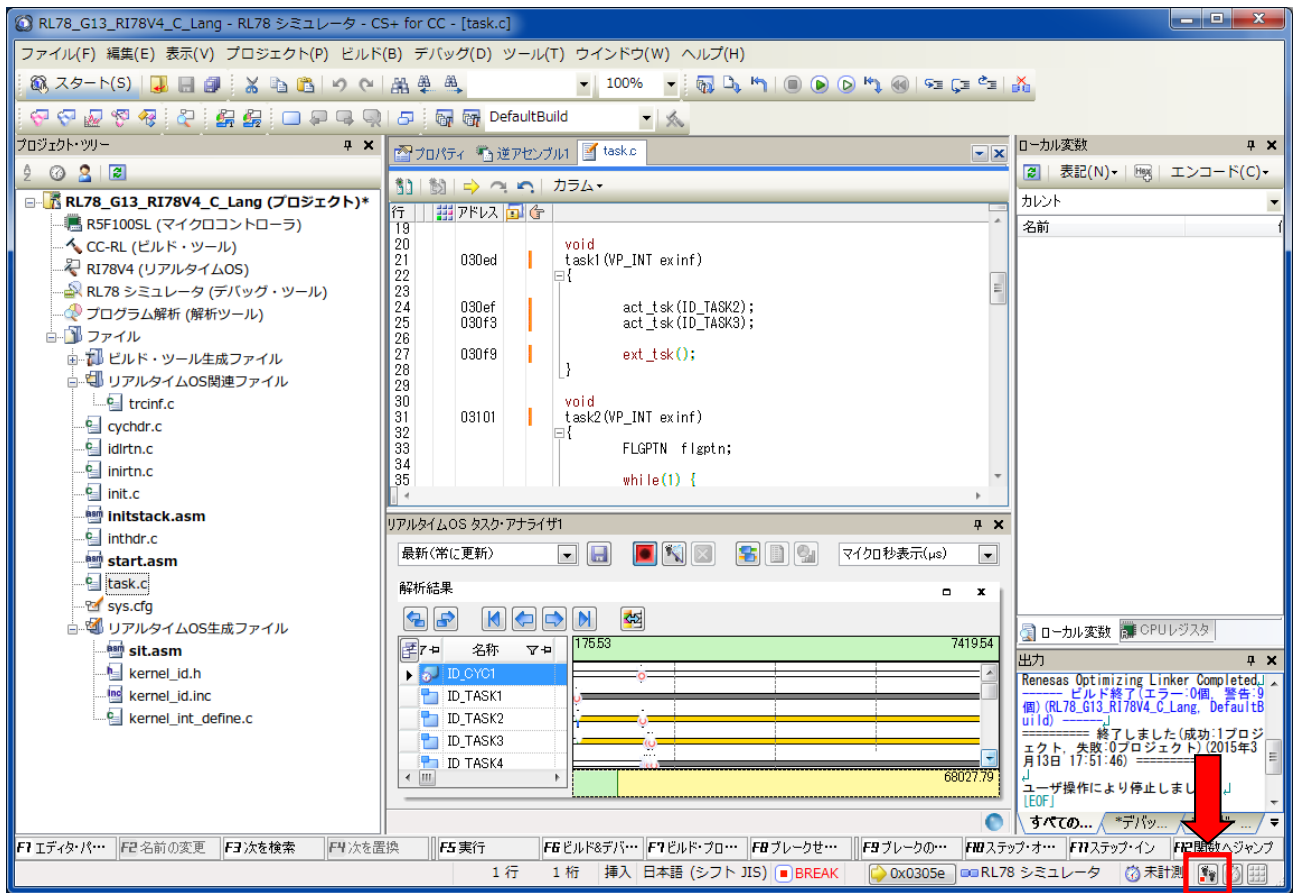 RL78_G13_RI78V4_C_Lang - RL78 シミュレータ - CS+ for CC - [task.c]
ファイル(F) 編集(E) 表示(V) プロジェクト(P) ビルド(B) デバッグ(D) ツール(T) ウインドウ(W) ヘルプ(H)
スタート(S) 100%
DefaultBuild
プロジェクト・ツリー
RL78_G13_RI78V4_C_Lang (プロジェクト)*
R5F100SL (マイクロコントローラ)
CC-RL (ビルド・ツール)
RI78V4 (リアルタイムOS)
RL78 シミュレータ (デバッグ・ツール)
プログラム解析 (解析ツール)
ファイル
ビルド・ツール生成ファイル
リアルタイムOS関連ファイル
trcinf.c
cychdr.c
idlrtn.c
inirtn.c
init.c
initstack.asm
inthdr.c
start.asm
task.c
sys.cfg
リアルタイムOS生成ファイル
sit.asm
kernel_id.h
kernel_id.inc
kernel_int_define.c
プロパティ 逆アセンブル1 task.c
カラム
行 アドレス
19
20 void
21 030ed task1(VP_INT exinf)
22 {
23
24 030ef act_tsk(ID_TASK2);
25 030f3 act_tsk(ID_TASK3);
26
27 030f9 ext_tsk();
28 }
29
30 void
31 03101 task2(VP_INT exinf)
32 {
33 FLGPTN flgptn;
34
35 while(1) {
リアルタイムOS タスク・アナライザ1
最新(常に更新) マイクロ秒表示(μs)
解析結果
名称 175.53 7419.54
ID_CYC1
ID_TASK1
ID_TASK2
ID_TASK3
ID_TASK4
68027.79
ローカル変数
表記(N) Hex エンコード(C)
カレント
名前
ローカル変数 CPUレジスタ
出力
Renesas Optimizing Linker Completed
------ ビルド終了(エラー:0個, 警告:9
個)(RL78_G13_RI78V4_C_Lang, DefaultB
uild) ------
========== 終了しました(成功:1プロジ
ェクト, 失敗:0プロジェクト)(2015年3
月13日 17:51:46) ==========
ユーザ操作により停止しまし
[EOF]
すべての... *デバッ...
F1 エディタ・パ… F2 名前の変更 F3 次を検索 F4 次を置換 F5 実行 F6 ビルド&デバ… F7 ビルド・プロ… F8 ブレークせ… F9 ブレークの… F10 ステップ・オ… F11 ステップ・イン F12 関数へジャンプ
1 行 1 桁 挿入 日本語 (シフト JIS) BREAK 0x0305e RL78 シミュレータ 未計測